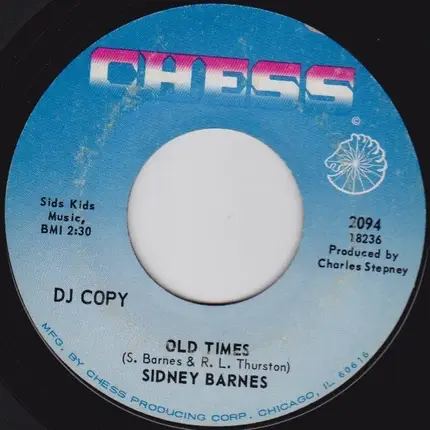 CHESS
©
Sids Kids
Music,
BMI 2:30
2094
18236
Produced by
Charles Stepney
DJ COPY
OLD TIMES
(S. Barnes & R. L. Thurston)
SIDNEY BARNES
MFG. BY CHESS PRODUCING CORP. CHICAGO, IL 60616